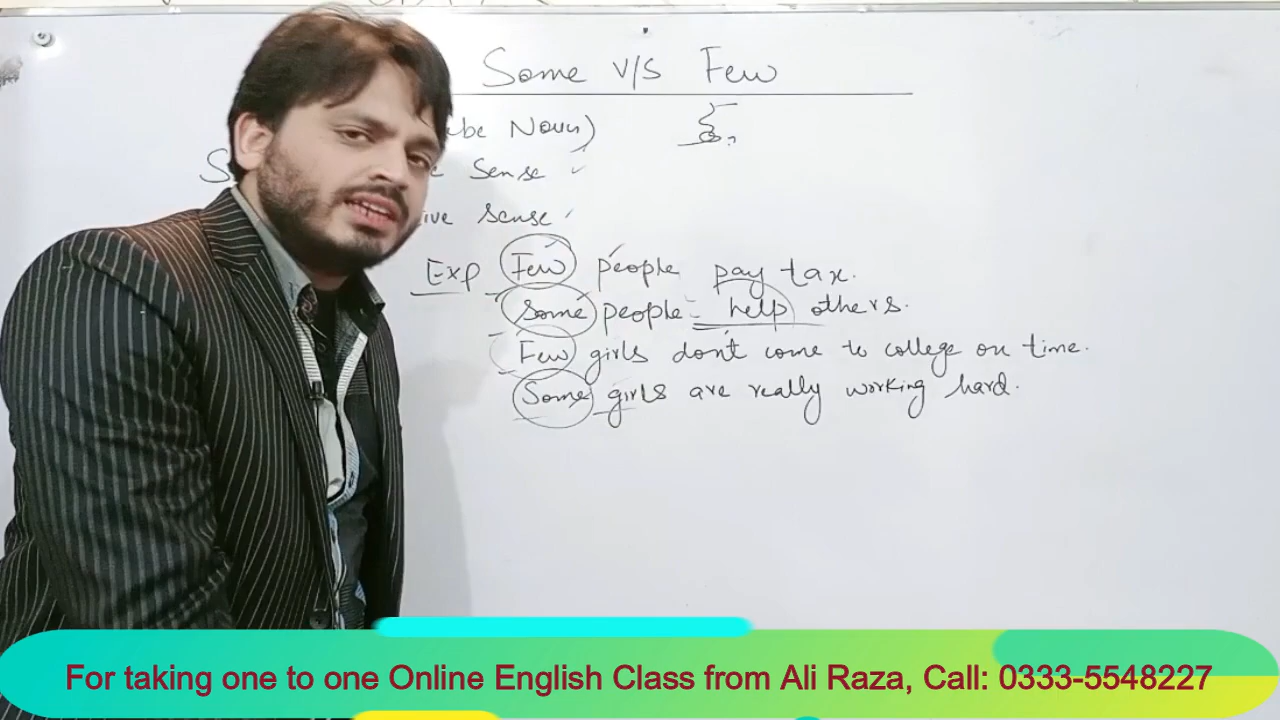 Some v/s Few
be Noun)
Sense
ive Sense
Exp Few people pay tax.
Some people help others.
Few girls don't come to college on time.
Some girls are really working hard.
For taking one to one Online English Class from Ali Raza, Call: 0333-5548227